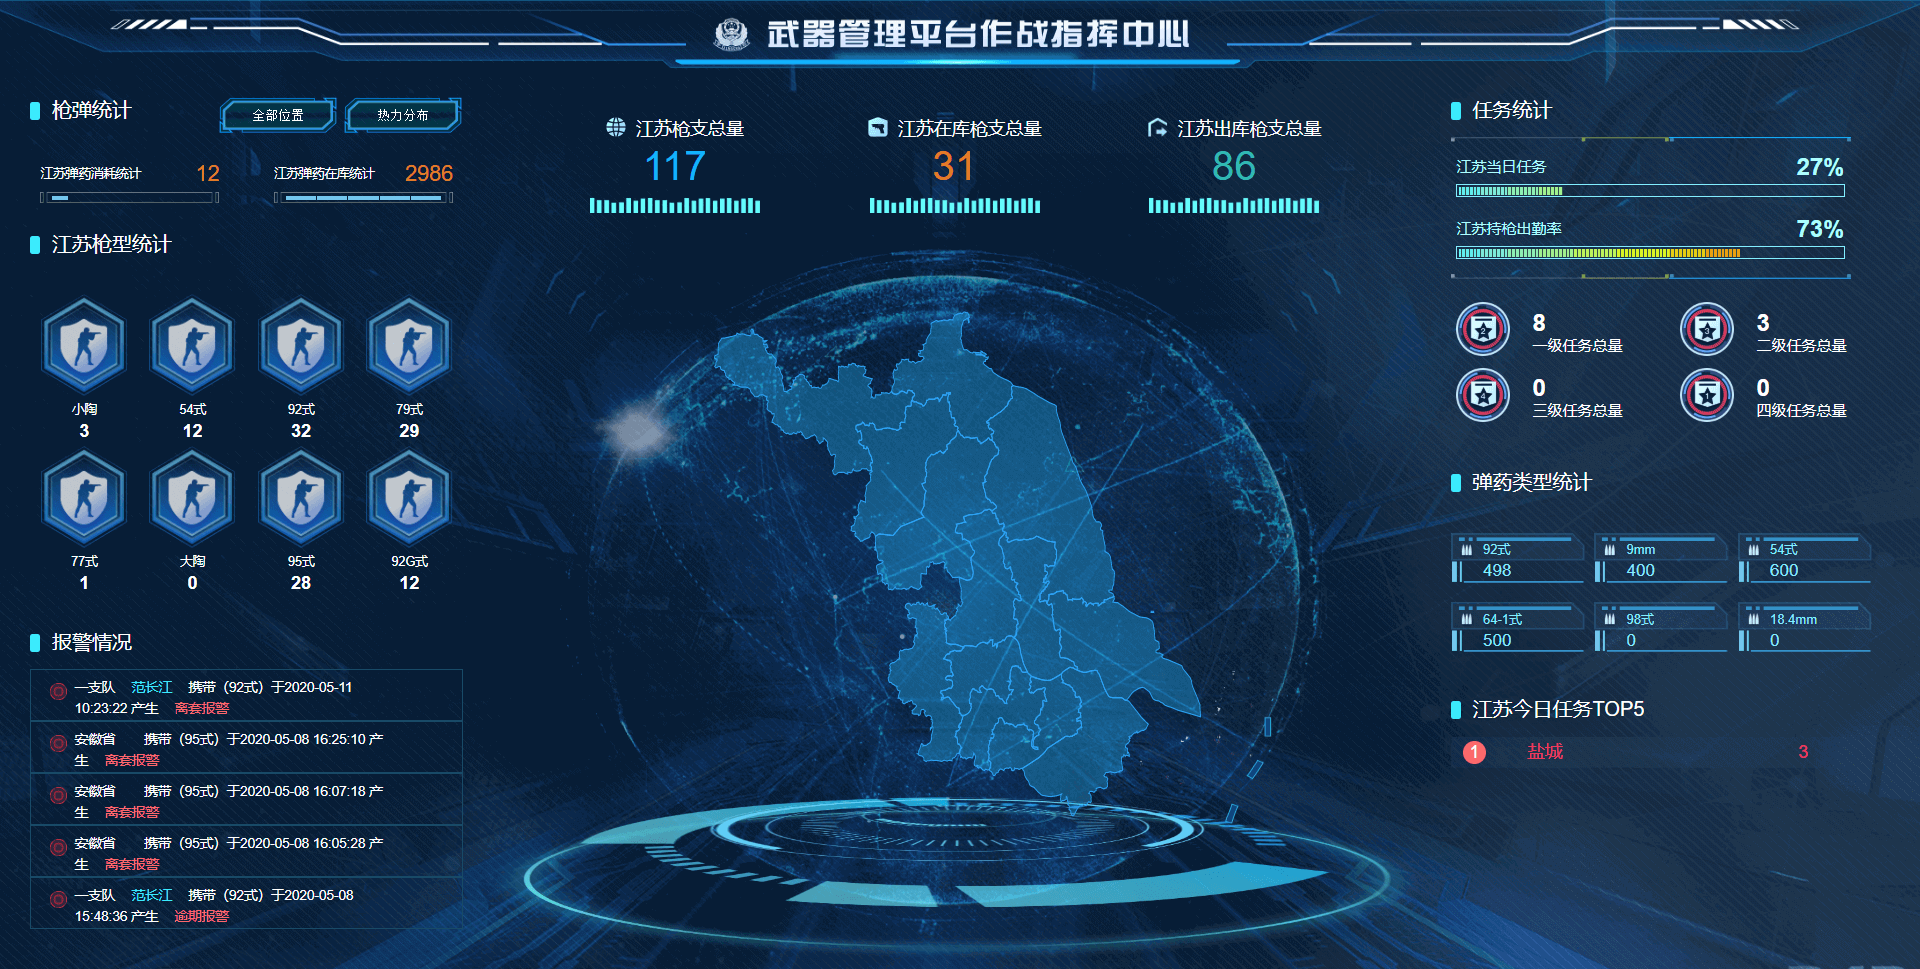 武器管理平台作战指挥中心
枪弹统计
全部位置
热力分布
江苏弹药消耗统计 12
江苏弹药在库统计 2986
江苏枪型统计
小陶
3
54式
12
92式
32
79式
29
77式
1
大陶
0
95式
28
92G式
12
报警情况
一支队 范长江 携带（92式）于2020-05-11
10:23:22 产生 离套报警
安徽省 携带（95式）于2020-05-08 16:25:10 产
生 离套报警
安徽省 携带（95式）于2020-05-08 16:07:18 产
生 离套报警
安徽省 携带（95式）于2020-05-08 16:05:28 产
生 离套报警
一支队 范长江 携带（92式）于2020-05-08
15:48:36 产生 逾期报警
江苏枪支总量
117
江苏在库枪支总量
31
江苏出库枪支总量
86
任务统计
江苏当日任务 27%
江苏持枪出勤率 73%
8
一级任务总量
3
二级任务总量
0
三级任务总量
0
四级任务总量
弹药类型统计
92式
498
9mm
400
54式
600
64-1式
500
98式
0
18.4mm
0
江苏今日任务TOP5
1 盐城 3